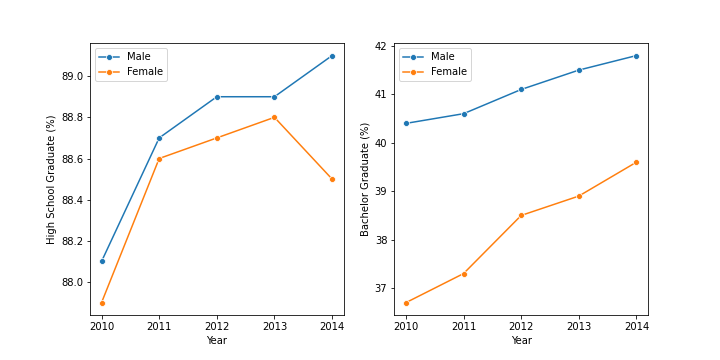 Male
Female
High School Graduate (%)
89.0
88.8
88.6
88.4
88.2
88.0
2010 2011 2012 2013 2014
Year
Male
Female
Bachelor Graduate (%)
42
41
40
39
38
37
2010 2011 2012 2013 2014
Year